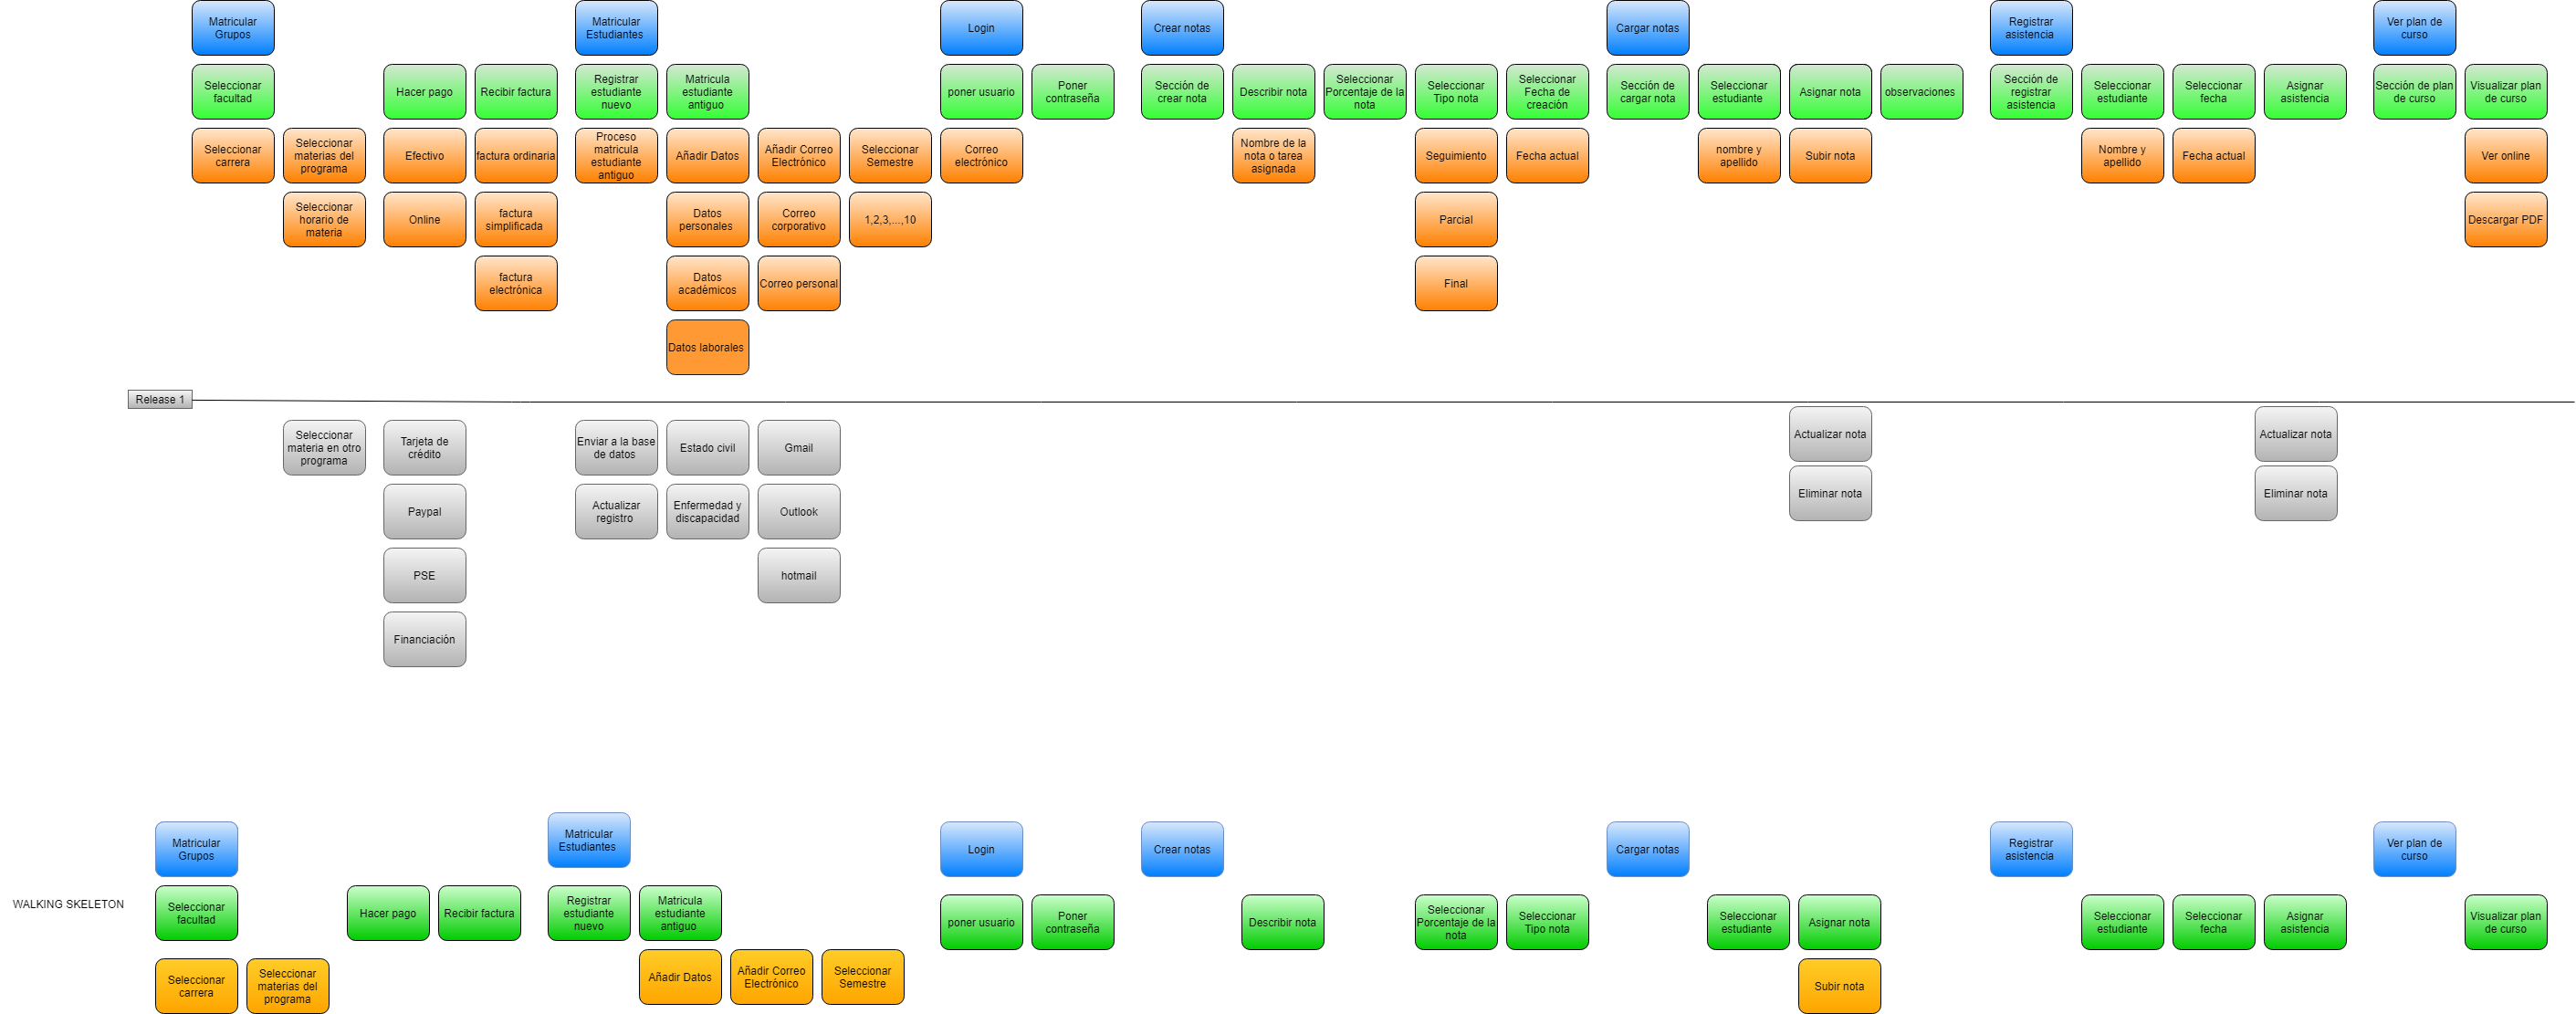 Matricular
Grupos
Matricular
Estudiantes
Login
Crear notas
Cargar notas
Registrar
asistencia
Ver plan de
curso
Seleccionar
facultad
Hacer pago
Recibir factura
Registrar
estudiante
nuevo
Matricula
estudiante
antiguo
poner usuario
Poner
contraseña
Sección de
crear nota
Describir nota
Seleccionar
Porcentaje de la
nota
Seleccionar
Tipo nota
Seleccionar
Fecha de
creación
Sección de
cargar nota
Seleccionar
estudiante
Asignar nota
observaciones
Sección de
registrar
asistencia
Seleccionar
estudiante
Seleccionar
fecha
Asignar
asistencia
Sección de plan
de curso
Visualizar plan
de curso
Seleccionar
carrera
Seleccionar
materias del
programa
Efectivo
factura ordinaria
Proceso
matricula
estudiante
antiguo
Añadir Datos
Añadir Correo
Electrónico
Seleccionar
Semestre
Correo
electrónico
Nombre de la
nota o tarea
asignada
Seguimiento
Fecha actual
nombre y
apellido
Subir nota
Nombre y
apellido
Fecha actual
Ver online
Seleccionar
horario de
materia
Online
factura
simplificada
Datos
personales
Correo
corporativo
1,2,3,...,10
Parcial
Descargar PDF
factura
electrónica
Datos
académicos
Correo personal
Final
Datos laborales
Release 1
Seleccionar
materia en otro
programa
Tarjeta de
crédito
Enviar a la base
de datos
Estado civil
Gmail
Actualizar nota
Actualizar nota
Paypal
Actualizar
registro
Enfermedad y
discapacidad
Outlook
Eliminar nota
Eliminar nota
PSE
hotmail
Financiación
Matricular
Grupos
Matricular
Estudiantes
Login
Crear notas
Cargar notas
Registrar
asistencia
Ver plan de
curso
WALKING SKELETON
Seleccionar
facultad
Hacer pago
Recibir factura
Registrar
estudiante
nuevo
Matricula
estudiante
antiguo
poner usuario
Poner
contraseña
Describir nota
Seleccionar
Porcentaje de la
nota
Seleccionar
Tipo nota
Seleccionar
estudiante
Asignar nota
Seleccionar
estudiante
Seleccionar
fecha
Asignar
asistencia
Visualizar plan
de curso
Seleccionar
carrera
Seleccionar
materias del
programa
Añadir Datos
Añadir Correo
Electrónico
Seleccionar
Semestre
Subir nota